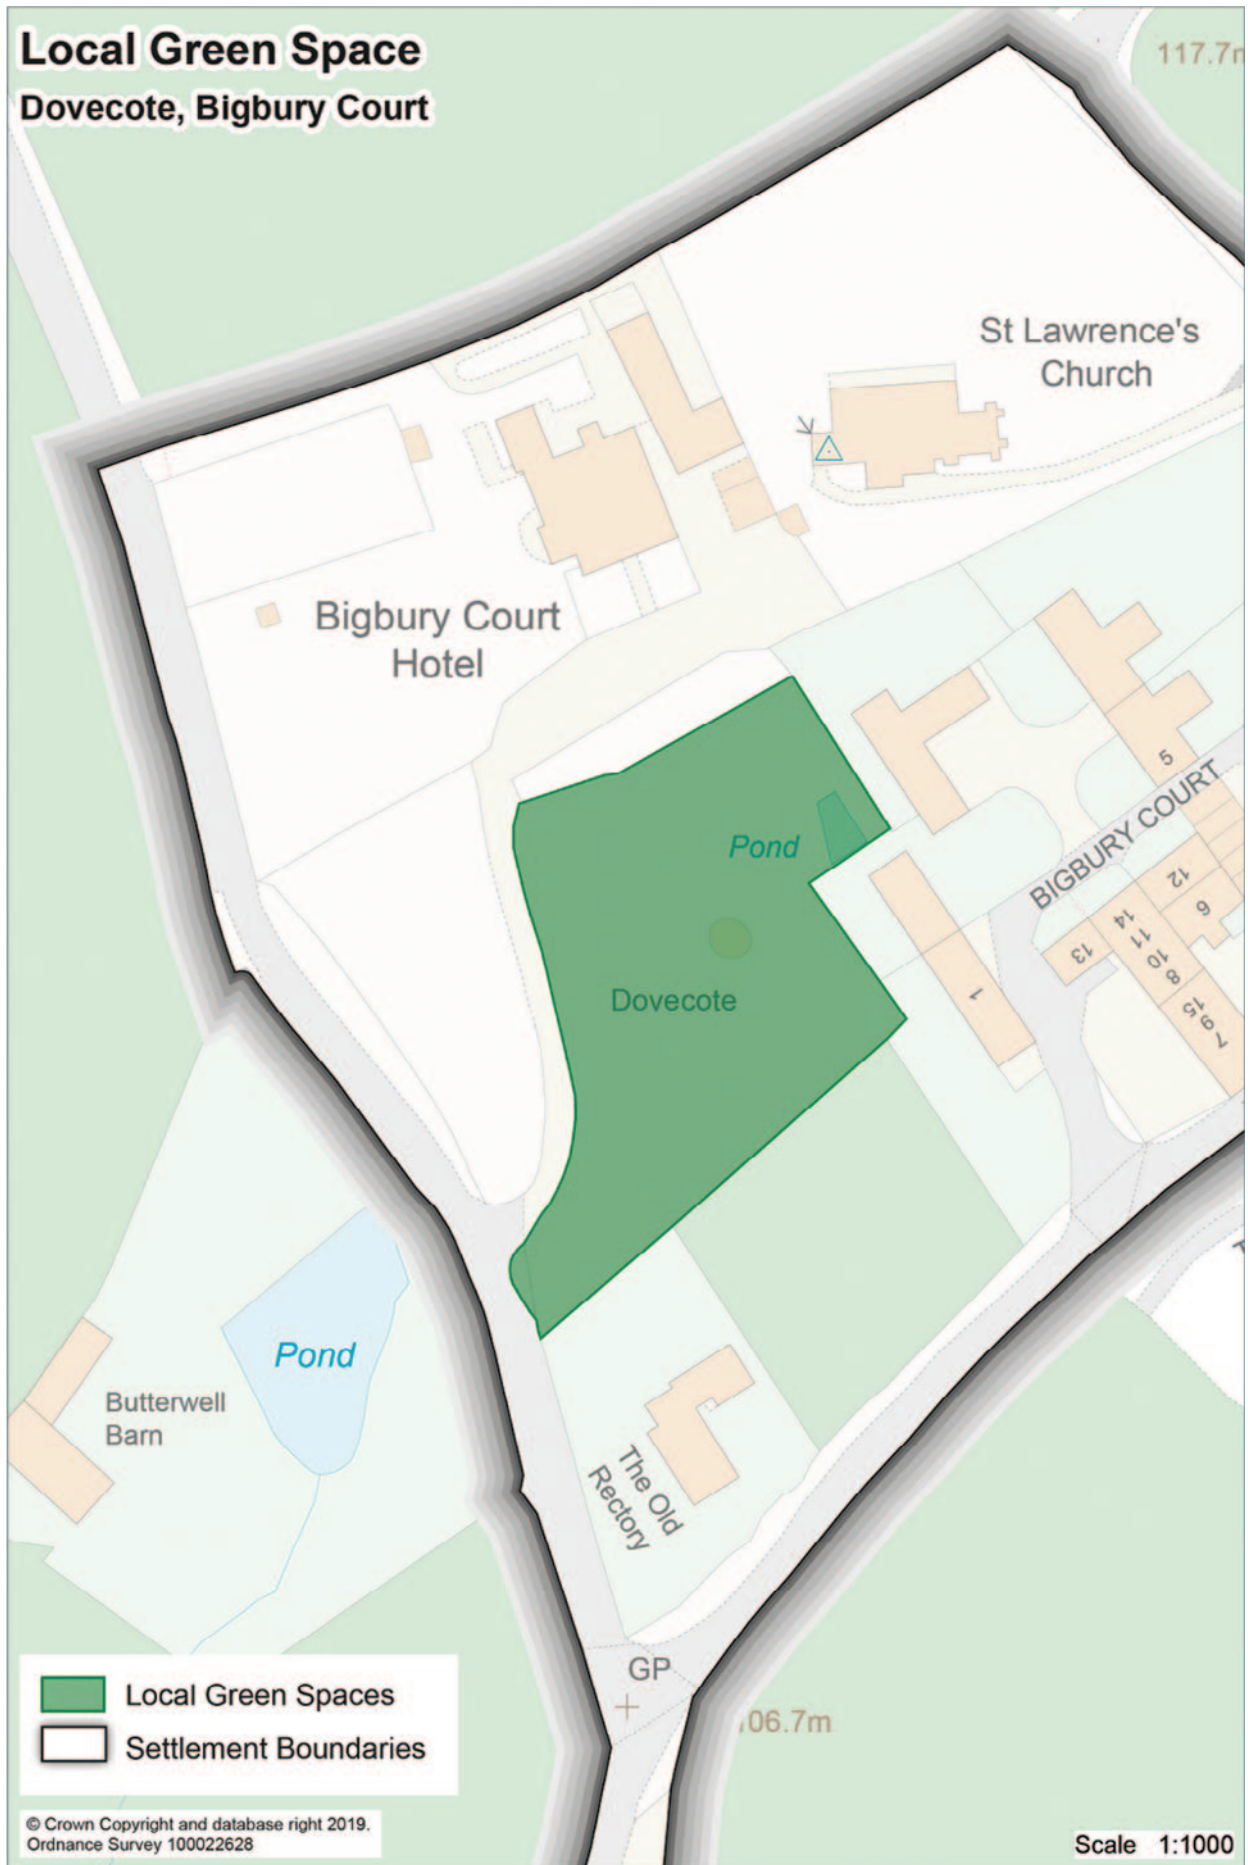 Local Green Space
Dovecote, Bigbury Court
117.7m
St Lawrence's
Church
Bigbury Court
Hotel
5
BIGBURY COURT
Pond
12
6
14
11
10
8
13
15
9
7
1
Dovecote
Pond
Butterwell
Barn
The Old
Rectory
GP
106.7m
Local Green Spaces
Settlement Boundaries
© Crown Copyright and database right 2019.
Ordnance Survey 100022628
Scale 1:1000